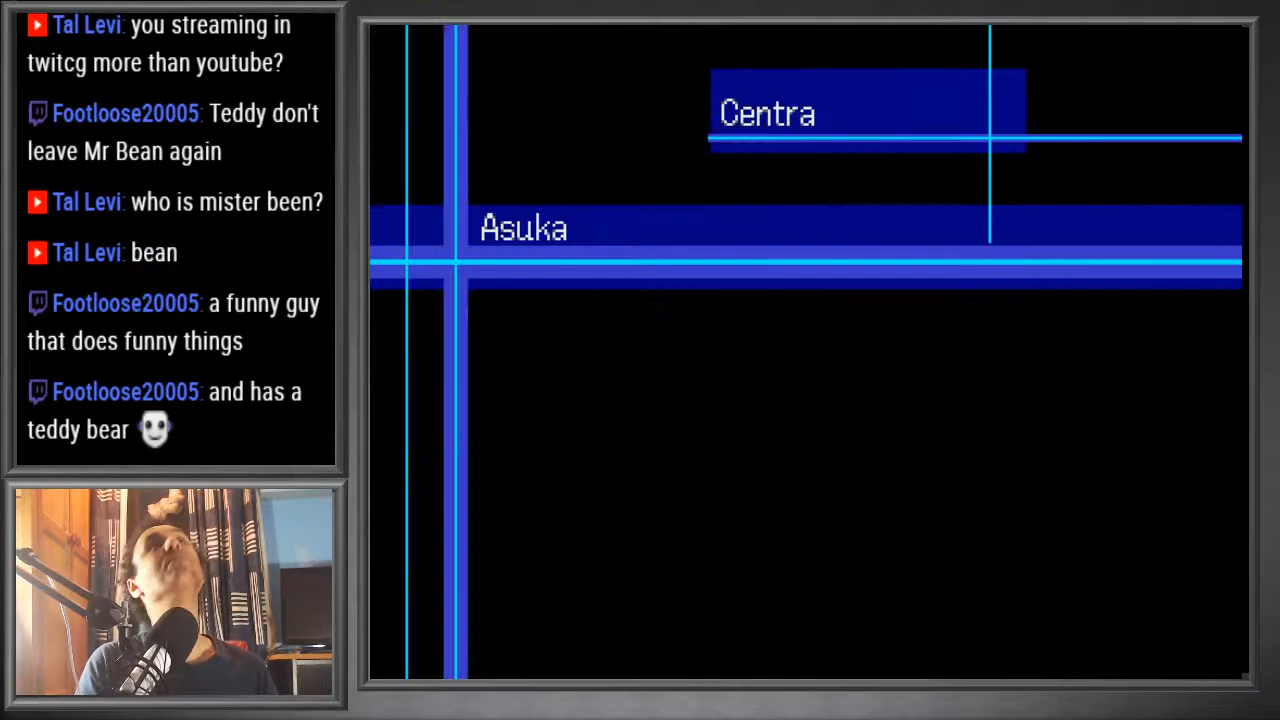 Tal Levi: you streaming in
twitcg more than youtube?
Footloose20005: Teddy don't
leave Mr Bean again
Tal Levi: who is mister been?
Tal Levi: bean
Footloose20005: a funny guy
that does funny things
Footloose20005: and has a
teddy bear
Centra
Asuka